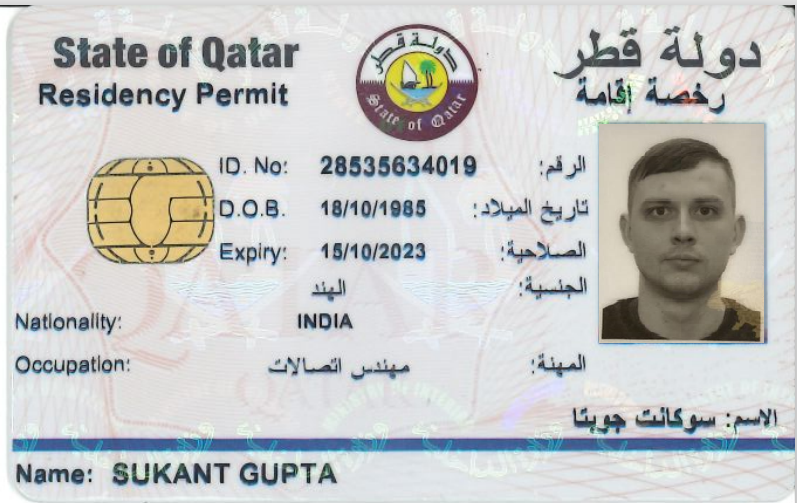 State of Qatar
دولة قطر
Residency Permit
رخصة إقامة
دولة قطر
State of Qatar
ID. No: 28535634019 الرقم:
D.O.B. 18/10/1985 تاريخ الميلاد:
Expiry: 15/10/2023 الصلاحية:
الهند الجنسية:
Nationality: INDIA
Occupation: مهندس اتصالات المهنة:
الاسم: سوكانت جوبتا
Name: SUKANT GUPTA